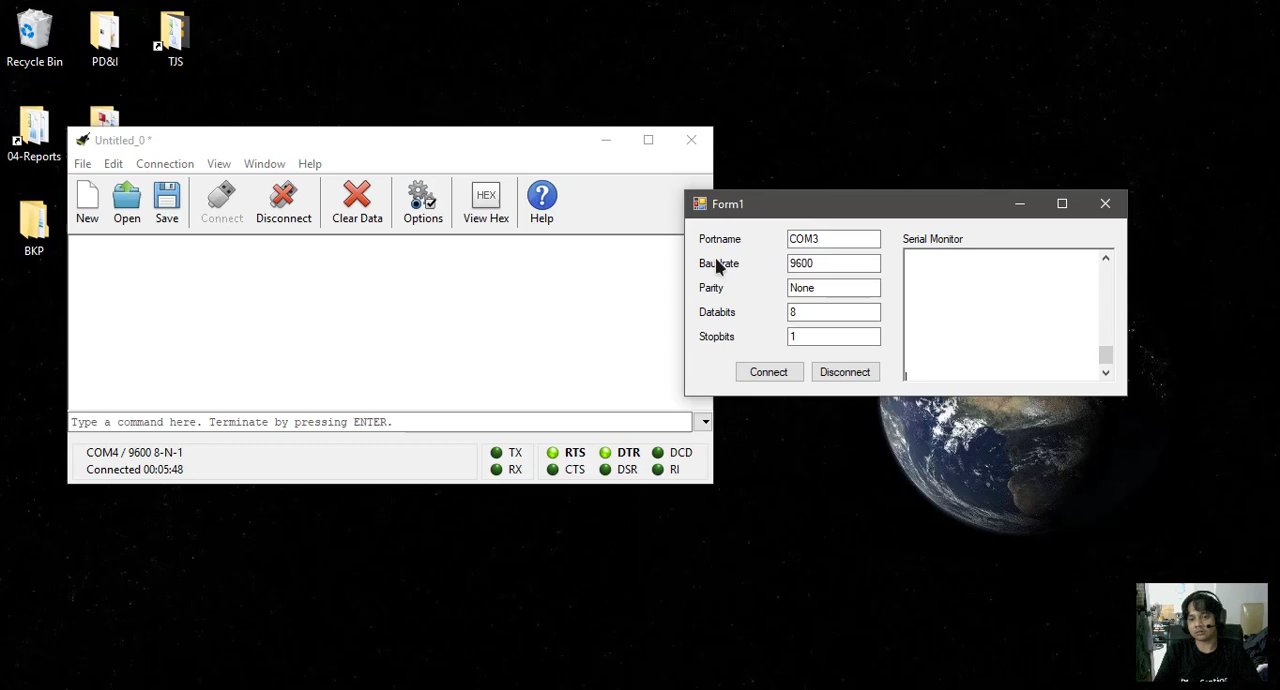 Recycle Bin
PD&I
TJS
04-Reports
BKP
Untitled_0 *
File Edit Connection View Window Help
New Open Save Connect Disconnect Clear Data Options HEX View Hex ? Help
Type a command here. Terminate by pressing ENTER.
COM4 / 9600 8-N-1
Connected 00:05:48
TX RTS DTR DCD
RX CTS DSR RI
Form1
Portname COM3
Baudrate 9600
Parity None
Databits 8
Stopbits 1
Connect Disconnect
Serial Monitor